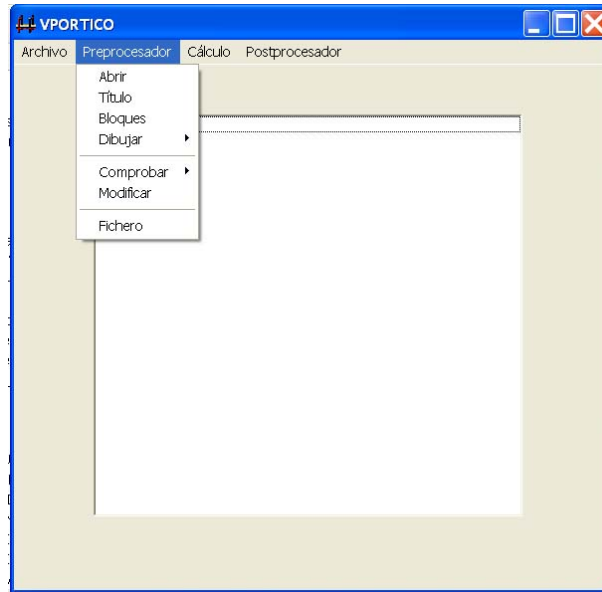 VPORTICO
Archivo Preprocesador Cálculo Postprocesador
Abrir
Título
Bloques
Dibujar
Comprobar
Modificar
Fichero